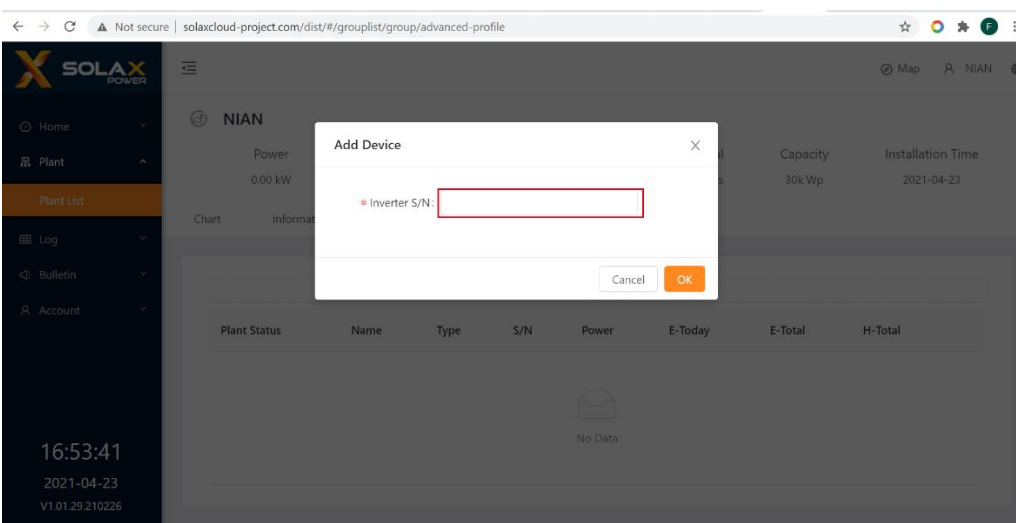 Not secure | solaxcloud-project.com/dist/#/grouplist/group/advanced-profile
F
SOLAX
POWER
Map
NIAN
Home
Plant
Plant List
Log
Bulletin
Account
16:53:41
2021-04-23
V1.01.29.210226
NIAN
Power
Capacity
Installation Time
0.00 kW
30k Wp
2021-04-23
Chart
Add Device
* Inverter S/N:
Cancel
OK
Plant Status Name Type S/N Power E-Today E-Total H-Total
No Data